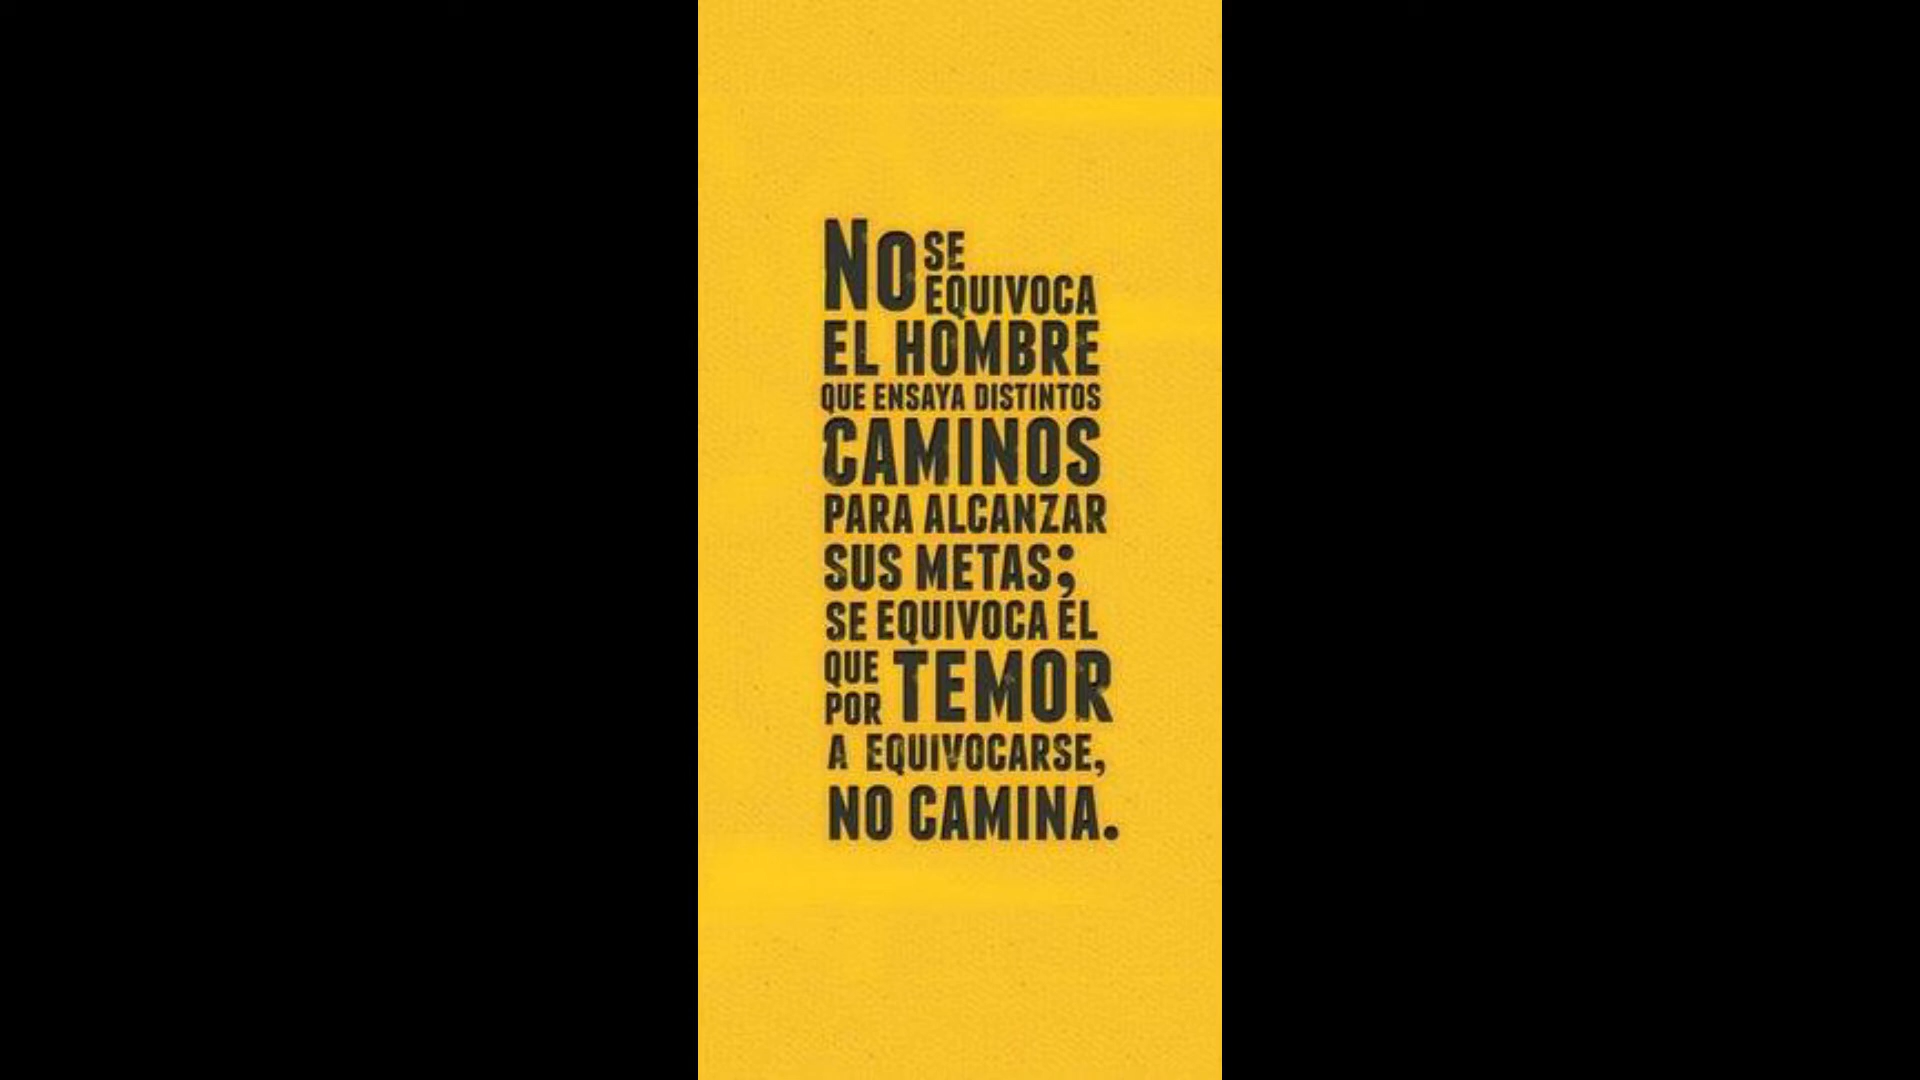 NO SE
EQUIVOCA
EL HOMBRE
QUE ENSAYA DISTINTOS
CAMINOS
PARA ALCANZAR
SUS METAS;
SE EQUIVOCA EL
QUE
POR TEMOR
A EQUIVOCARSE,
NO CAMINA.